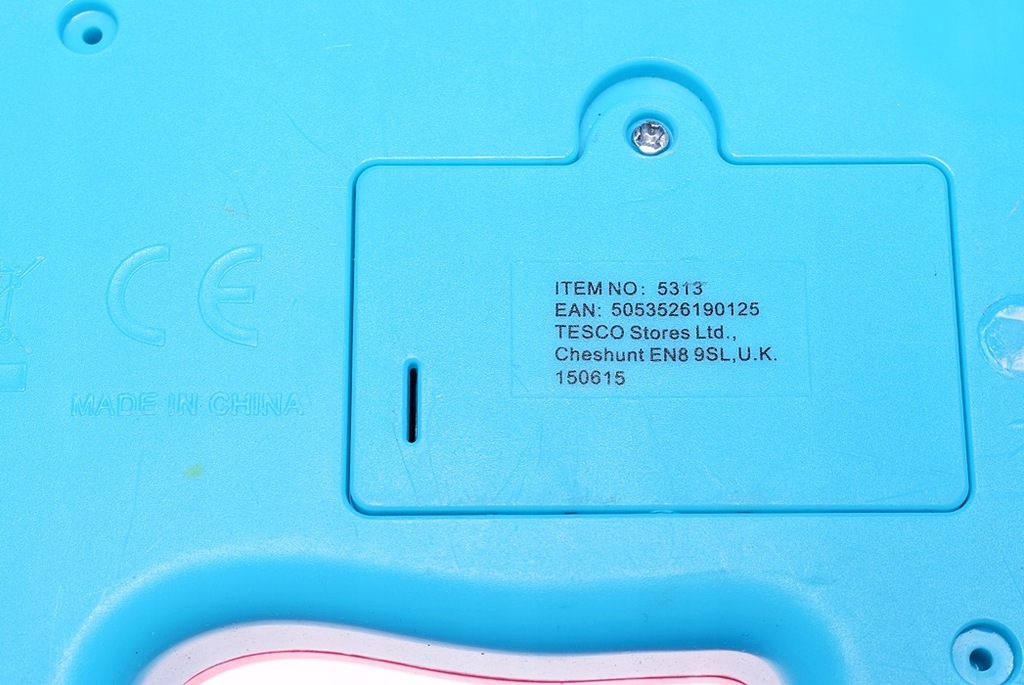 CE
MADE IN CHINA
ITEM NO: 5313
EAN: 5053526190125
TESCO Stores Ltd.,
Cheshunt EN8 9SL,U.K.
150615